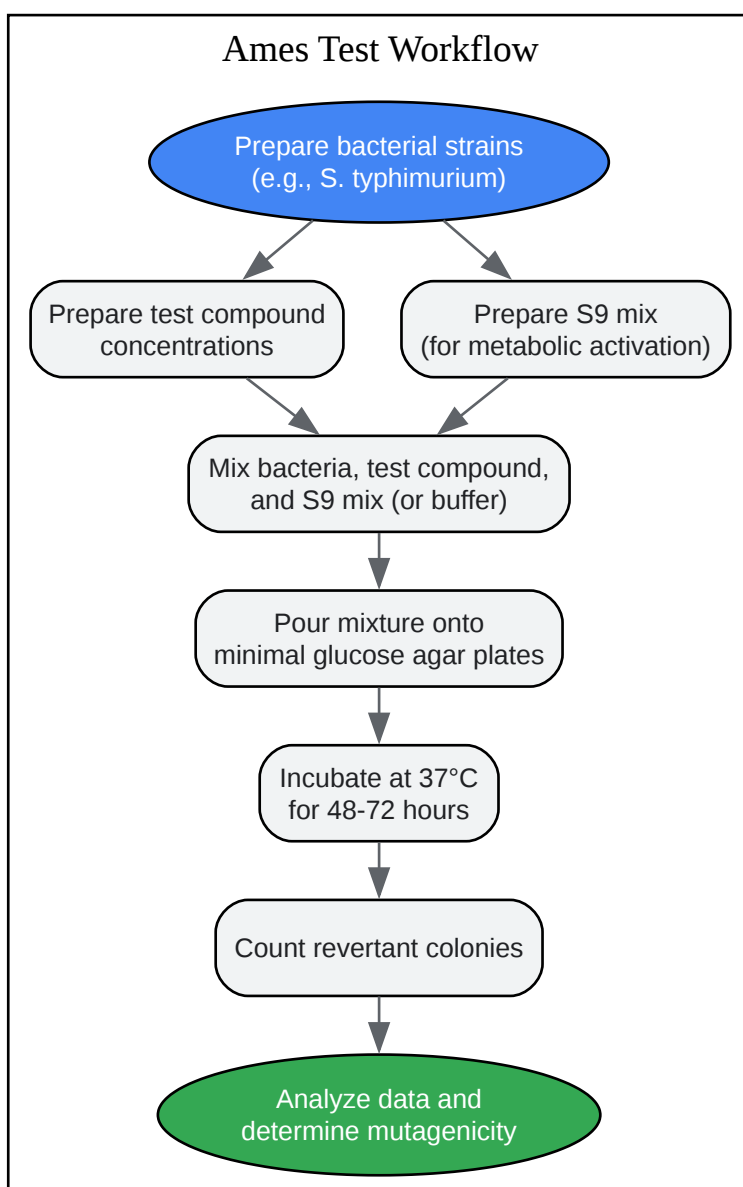 Ames Test Workflow
Prepare bacterial strains
(e.g., S. typhimurium)
Prepare test compound
concentrations
Prepare S9 mix
(for metabolic activation)
Mix bacteria, test compound,
and S9 mix (or buffer)
Pour mixture onto
minimal glucose agar plates
Incubate at 37°C
for 48-72 hours
Count revertant colonies
Analyze data and
determine mutagenicity